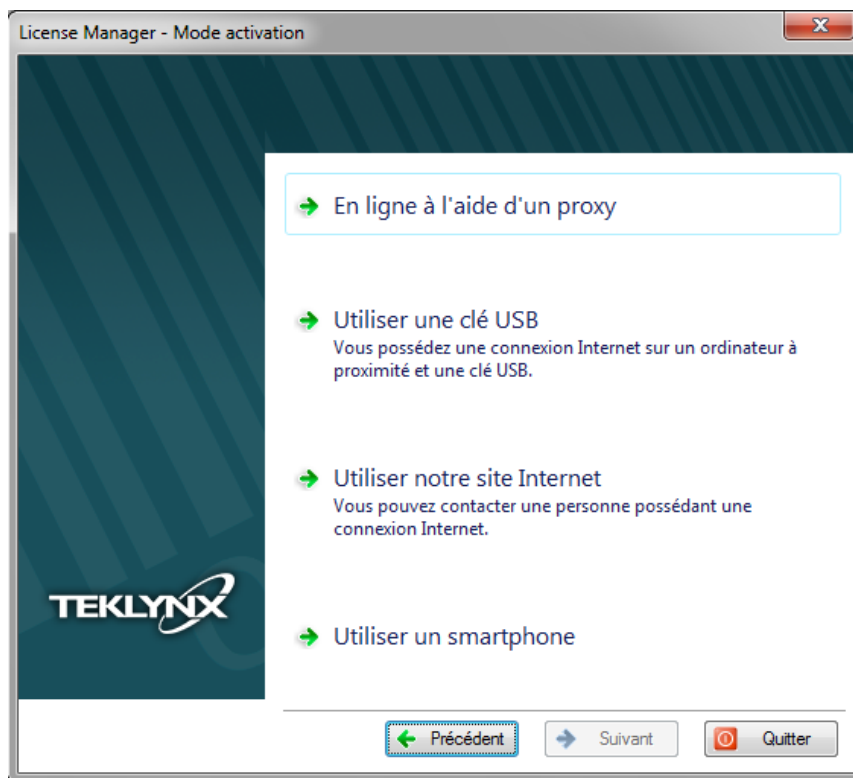 License Manager - Mode activation
En ligne à l'aide d'un proxy
Utiliser une clé USB
Vous possédez une connexion Internet sur un ordinateur à
proximité et une clé USB.
Utiliser notre site Internet
Vous pouvez contacter une personne possédant une
connexion Internet.
TEKLYNX
Utiliser un smartphone
Précédent
Suivant
Quitter